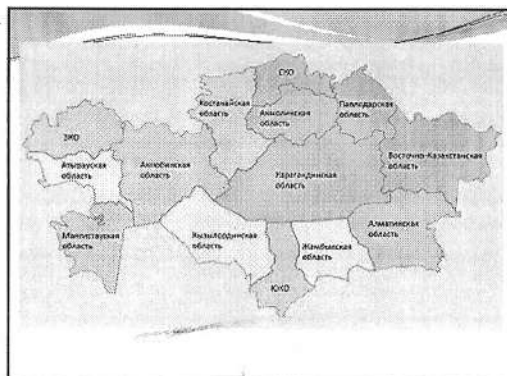 СКО
Костанайская
область
Акмолинская
область
Павлодарская
область
ЗКО
Атырауская
область
Актюбинская
область
Карагандинская
область
Восточно-Казахстанская
область
Мангистауская
область
Кызылординская
область
Жамбылская
область
Алматинская
область
ЮКО